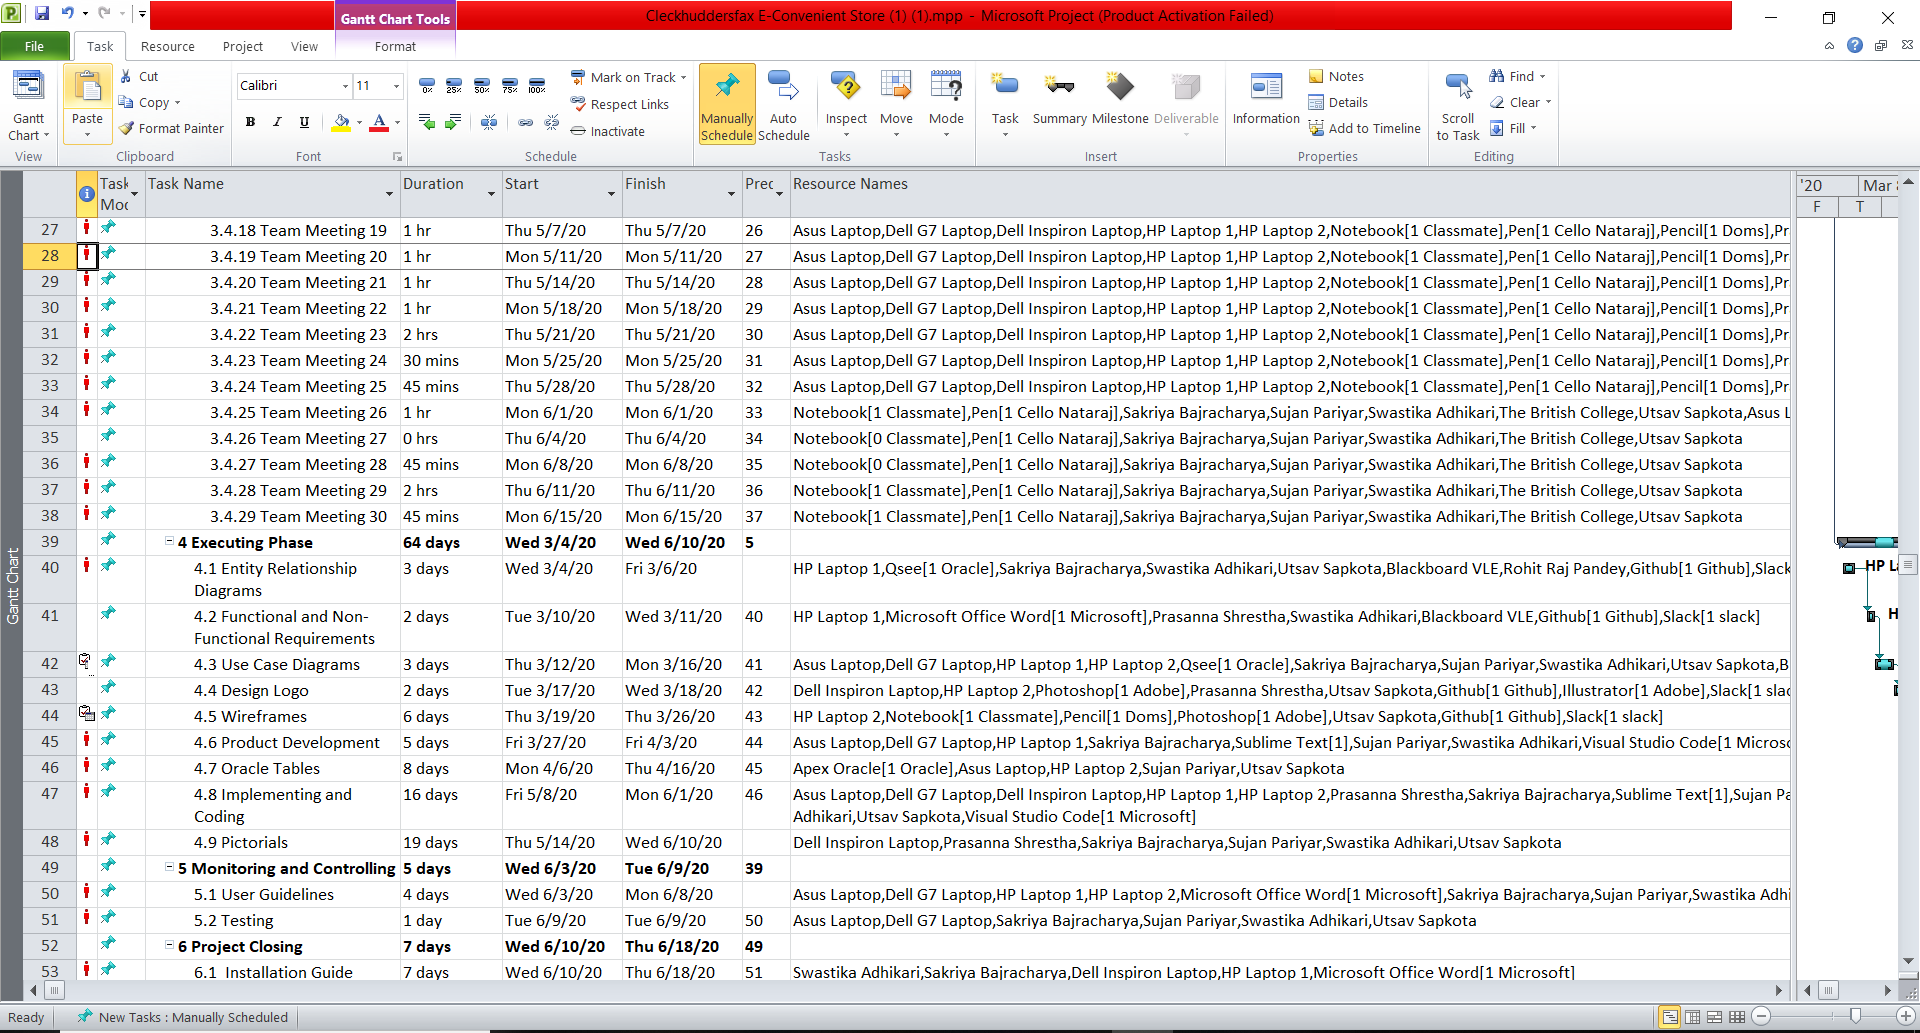 Cleckhuddersfax E-Convenient Store (1) (1).mpp - Microsoft Project (Product Activation Failed)
Gantt Chart Tools
File Task Resource Project View Format
Gantt Chart
View
Paste
Cut
Copy
Format Painter
Clipboard
Calibri 11
B I U A
Font
0% 25% 50% 75% 100%
Mark on Track
Respect Links
Inactivate
Schedule
Manually Schedule
Auto Schedule
Inspect
Move
Mode
Tasks
Task
Summary
Milestone
Deliverable
Insert
Information
Notes
Details
Add to Timeline
Properties
Scroll to Task
Find
Clear
Fill
Editing
Task Moc Task Name Duration Start Finish Prec Resource Names '20 Mar
F T
27 3.4.18 Team Meeting 19 1 hr Thu 5/7/20 Thu 5/7/20 26 Asus Laptop,Dell G7 Laptop,Dell Inspiron Laptop,HP Laptop 1,HP Laptop 2,Notebook[1 Classmate],Pen[1 Cello Nataraj],Pencil[1 Doms],Pr
28 3.4.19 Team Meeting 20 1 hr Mon 5/11/20 Mon 5/11/20 27 Asus Laptop,Dell G7 Laptop,Dell Inspiron Laptop,HP Laptop 1,HP Laptop 2,Notebook[1 Classmate],Pen[1 Cello Nataraj],Pencil[1 Doms],Pr
29 3.4.20 Team Meeting 21 1 hr Thu 5/14/20 Thu 5/14/20 28 Asus Laptop,Dell G7 Laptop,Dell Inspiron Laptop,HP Laptop 1,HP Laptop 2,Notebook[1 Classmate],Pen[1 Cello Nataraj],Pencil[1 Doms],Pr
30 3.4.21 Team Meeting 22 1 hr Mon 5/18/20 Mon 5/18/20 29 Asus Laptop,Dell G7 Laptop,Dell Inspiron Laptop,HP Laptop 1,HP Laptop 2,Notebook[1 Classmate],Pen[1 Cello Nataraj],Pencil[1 Doms],Pr
31 3.4.22 Team Meeting 23 2 hrs Thu 5/21/20 Thu 5/21/20 30 Asus Laptop,Dell G7 Laptop,Dell Inspiron Laptop,HP Laptop 1,HP Laptop 2,Notebook[1 Classmate],Pen[1 Cello Nataraj],Pencil[1 Doms],Pr
32 3.4.23 Team Meeting 24 30 mins Mon 5/25/20 Mon 5/25/20 31 Asus Laptop,Dell G7 Laptop,Dell Inspiron Laptop,HP Laptop 1,HP Laptop 2,Notebook[1 Classmate],Pen[1 Cello Nataraj],Pencil[1 Doms],Pr
33 3.4.24 Team Meeting 25 45 mins Thu 5/28/20 Thu 5/28/20 32 Asus Laptop,Dell G7 Laptop,Dell Inspiron Laptop,HP Laptop 1,HP Laptop 2,Notebook[1 Classmate],Pen[1 Cello Nataraj],Pencil[1 Doms],Pr
34 3.4.25 Team Meeting 26 1 hr Mon 6/1/20 Mon 6/1/20 33 Notebook[1 Classmate],Pen[1 Cello Nataraj],Sakriya Bajracharya,Sujan Pariyar,Swastika Adhikari,The British College,Utsav Sapkota,Asus L
35 3.4.26 Team Meeting 27 0 hrs Thu 6/4/20 Thu 6/4/20 34 Notebook[0 Classmate],Pen[1 Cello Nataraj],Sakriya Bajracharya,Sujan Pariyar,Swastika Adhikari,The British College,Utsav Sapkota
36 3.4.27 Team Meeting 28 45 mins Mon 6/8/20 Mon 6/8/20 35 Notebook[0 Classmate],Pen[1 Cello Nataraj],Sakriya Bajracharya,Sujan Pariyar,Swastika Adhikari,The British College,Utsav Sapkota
37 3.4.28 Team Meeting 29 2 hrs Thu 6/11/20 Thu 6/11/20 36 Notebook[1 Classmate],Pen[1 Cello Nataraj],Sakriya Bajracharya,Sujan Pariyar,Swastika Adhikari,The British College,Utsav Sapkota
38 3.4.29 Team Meeting 30 45 mins Mon 6/15/20 Mon 6/15/20 37 Notebook[1 Classmate],Pen[1 Cello Nataraj],Sakriya Bajracharya,Sujan Pariyar,Swastika Adhikari,The British College,Utsav Sapkota
39 4 Executing Phase 64 days Wed 3/4/20 Wed 6/10/20 5
40 4.1 Entity Relationship 3 days Wed 3/4/20 Fri 3/6/20 HP Laptop 1,Qsee[1 Oracle],Sakriya Bajracharya,Swastika Adhikari,Utsav Sapkota,Blackboard VLE,Rohit Raj Pandey,Github[1 Github],Slack HP La
Diagrams
41 4.2 Functional and Non- 2 days Tue 3/10/20 Wed 3/11/20 40 HP Laptop 1,Microsoft Office Word[1 Microsoft],Prasanna Shrestha,Swastika Adhikari,Blackboard VLE,Github[1 Github],Slack[1 slack] H
Functional Requirements
42 4.3 Use Case Diagrams 3 days Thu 3/12/20 Mon 3/16/20 41 Asus Laptop,Dell G7 Laptop,HP Laptop 1,HP Laptop 2,Qsee[1 Oracle],Sakriya Bajracharya,Sujan Pariyar,Swastika Adhikari,Utsav Sapkota,B
43 4.4 Design Logo 2 days Tue 3/17/20 Wed 3/18/20 42 Dell Inspiron Laptop,HP Laptop 2,Photoshop[1 Adobe],Prasanna Shrestha,Utsav Sapkota,Github[1 Github],Illustrator[1 Adobe],Slack[1 slac
44 4.5 Wireframes 6 days Thu 3/19/20 Thu 3/26/20 43 HP Laptop 2,Notebook[1 Classmate],Pencil[1 Doms],Photoshop[1 Adobe],Utsav Sapkota,Github[1 Github],Slack[1 slack]
45 4.6 Product Development 5 days Fri 3/27/20 Fri 4/3/20 44 Asus Laptop,Dell G7 Laptop,HP Laptop 1,Sakriya Bajracharya,Sublime Text[1],Sujan Pariyar,Swastika Adhikari,Visual Studio Code[1 Microso
46 4.7 Oracle Tables 8 days Mon 4/6/20 Thu 4/16/20 45 Apex Oracle[1 Oracle],Asus Laptop,HP Laptop 2,Sujan Pariyar,Utsav Sapkota
47 4.8 Implementing and 16 days Fri 5/8/20 Mon 6/1/20 46 Asus Laptop,Dell G7 Laptop,Dell Inspiron Laptop,HP Laptop 1,HP Laptop 2,Prasanna Shrestha,Sakriya Bajracharya,Sublime Text[1],Sujan Pa
Coding Adhikari,Utsav Sapkota,Visual Studio Code[1 Microsoft]
48 4.9 Pictorials 19 days Thu 5/14/20 Wed 6/10/20 Dell Inspiron Laptop,Prasanna Shrestha,Sakriya Bajracharya,Sujan Pariyar,Swastika Adhikari,Utsav Sapkota
49 5 Monitoring and Controlling 5 days Wed 6/3/20 Tue 6/9/20 39
50 5.1 User Guidelines 4 days Wed 6/3/20 Mon 6/8/20 Asus Laptop,Dell G7 Laptop,HP Laptop 1,HP Laptop 2,Microsoft Office Word[1 Microsoft],Sakriya Bajracharya,Sujan Pariyar,Swastika Adhi
51 5.2 Testing 1 day Tue 6/9/20 Tue 6/9/20 50 Asus Laptop,Dell G7 Laptop,Sakriya Bajracharya,Sujan Pariyar,Swastika Adhikari,Utsav Sapkota
52 6 Project Closing 7 days Wed 6/10/20 Thu 6/18/20 49
53 6.1 Installation Guide 7 days Wed 6/10/20 Thu 6/18/20 51 Swastika Adhikari,Sakriya Bajracharya,Dell Inspiron Laptop,HP Laptop 1,Microsoft Office Word[1 Microsoft]
Gantt Chart
Ready New Tasks : Manually Scheduled